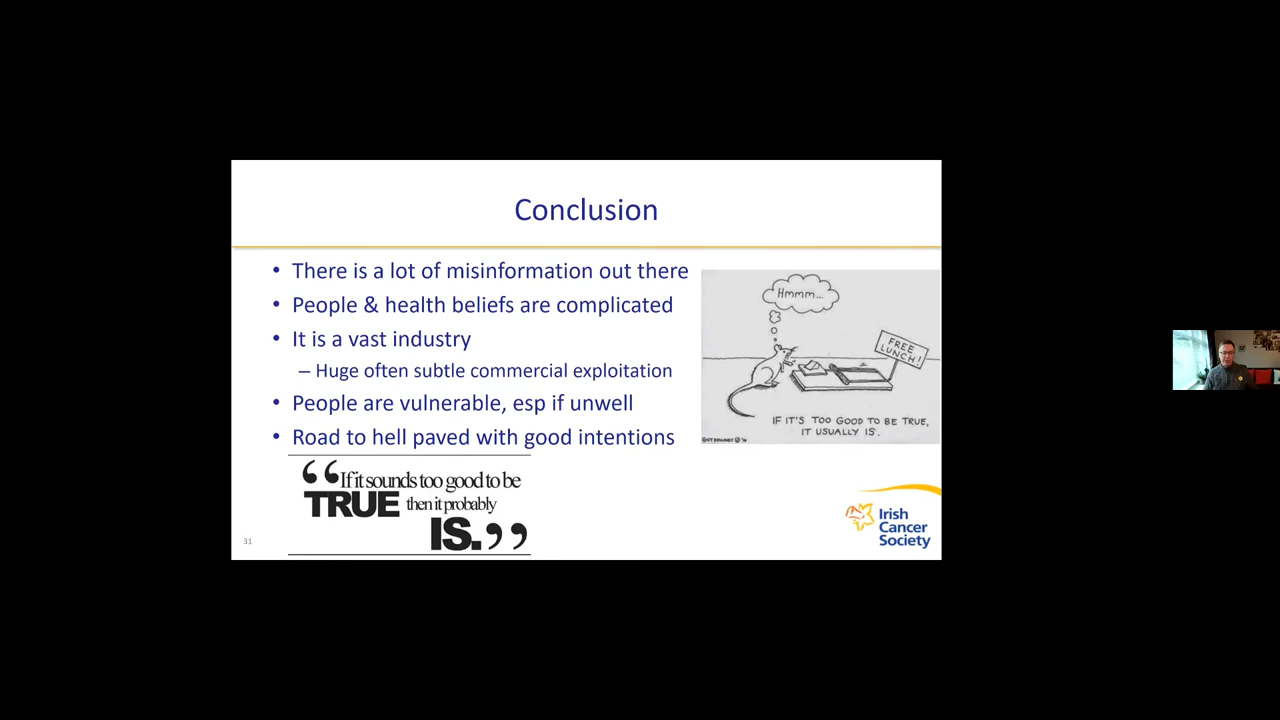 Conclusion
• There is a lot of misinformation out there
• People & health beliefs are complicated
• It is a vast industry
– Huge often subtle commercial exploitation
• People are vulnerable, esp if unwell
• Road to hell paved with good intentions
Hmmm...
FREE
LUNCH!
IF IT'S TOO GOOD TO BE TRUE,
IT USUALLY IS.
“If it sounds too good to be
TRUE then it probably
IS.”
31
Irish
Cancer
Society